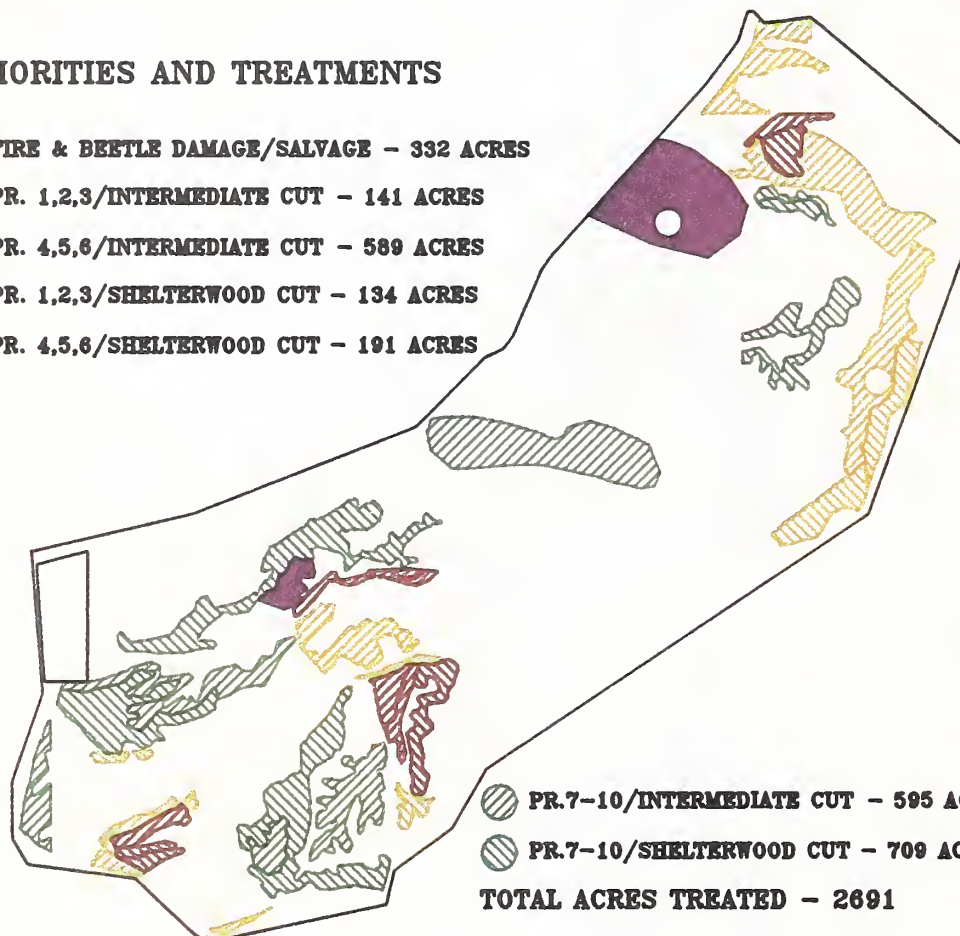 IORITIES AND TREATMENTS
FIRE & BEETLE DAMAGE/SALVAGE - 332 ACRES
PR. 1,2,3/INTERMEDIATE CUT - 141 ACRES
PR. 4,5,6/INTERMEDIATE CUT - 589 ACRES
PR. 1,2,3/SHELTERWOOD CUT - 134 ACRES
PR. 4,5,6/SHELTERWOOD CUT - 191 ACRES
PR.7-10/INTERMEDIATE CUT - 595 AC
PR.7-10/SHELTERWOOD CUT - 709 AC
TOTAL ACRES TREATED - 2691